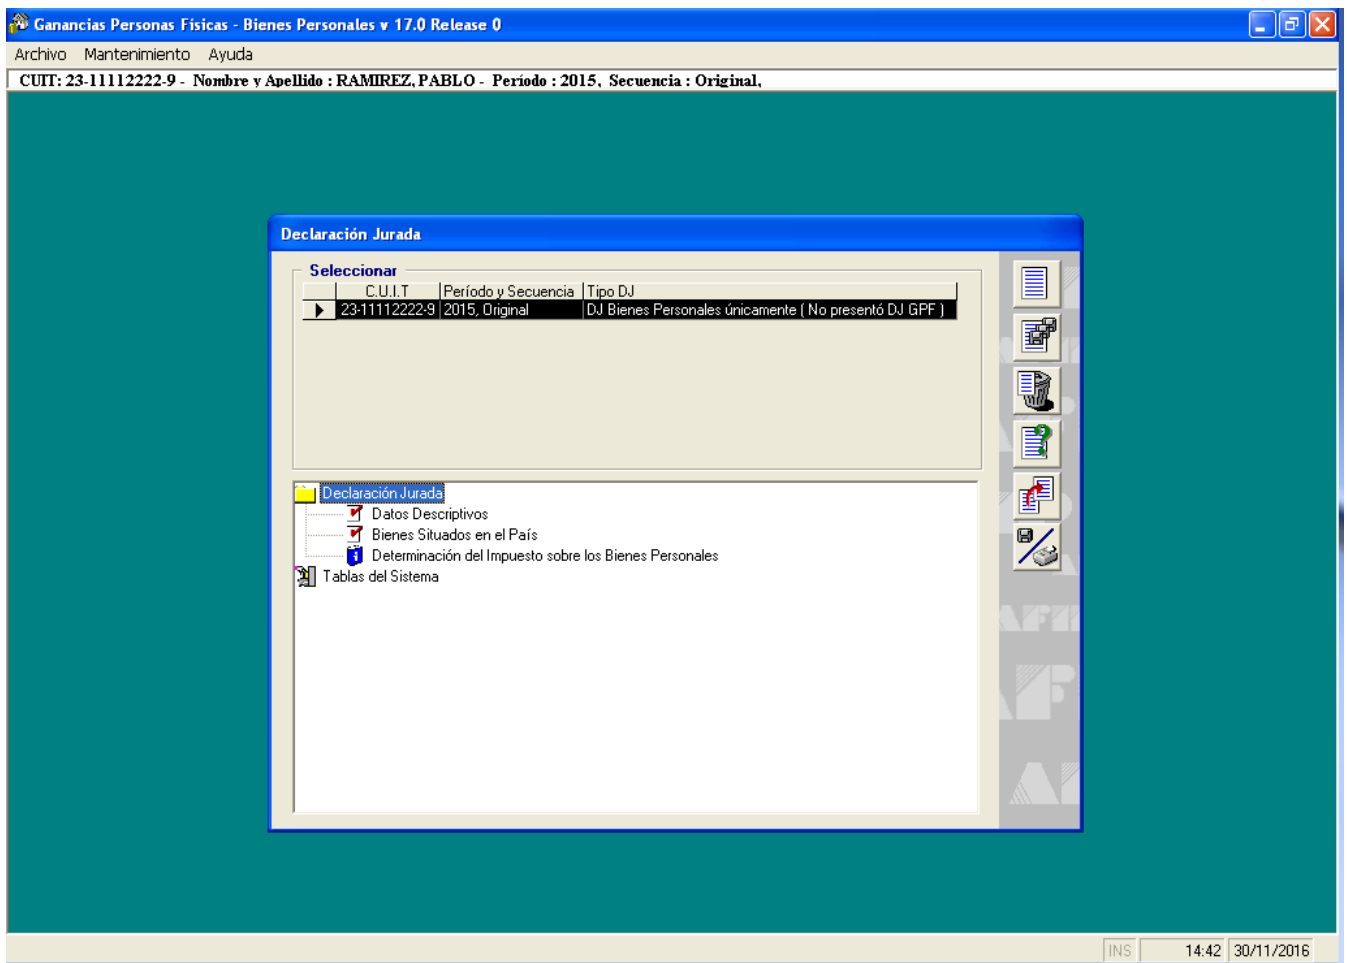 Ganancias Personas Físicas - Bienes Personales v 17.0 Release 0
Archivo Mantenimiento Ayuda
CUIT: 23-11112222-9 - Nombre y Apellido : RAMIREZ, PABLO - Período : 2015, Secuencia : Original,
Declaración Jurada
Seleccionar
C.U.I.T Período y Secuencia Tipo DJ
23-11112222-9 2015, Original DJ Bienes Personales únicamente ( No presentó DJ GPF )
Declaración Jurada
Datos Descriptivos
Bienes Situados en el País
Determinación del Impuesto sobre los Bienes Personales
Tablas del Sistema
INS 14:42 30/11/2016